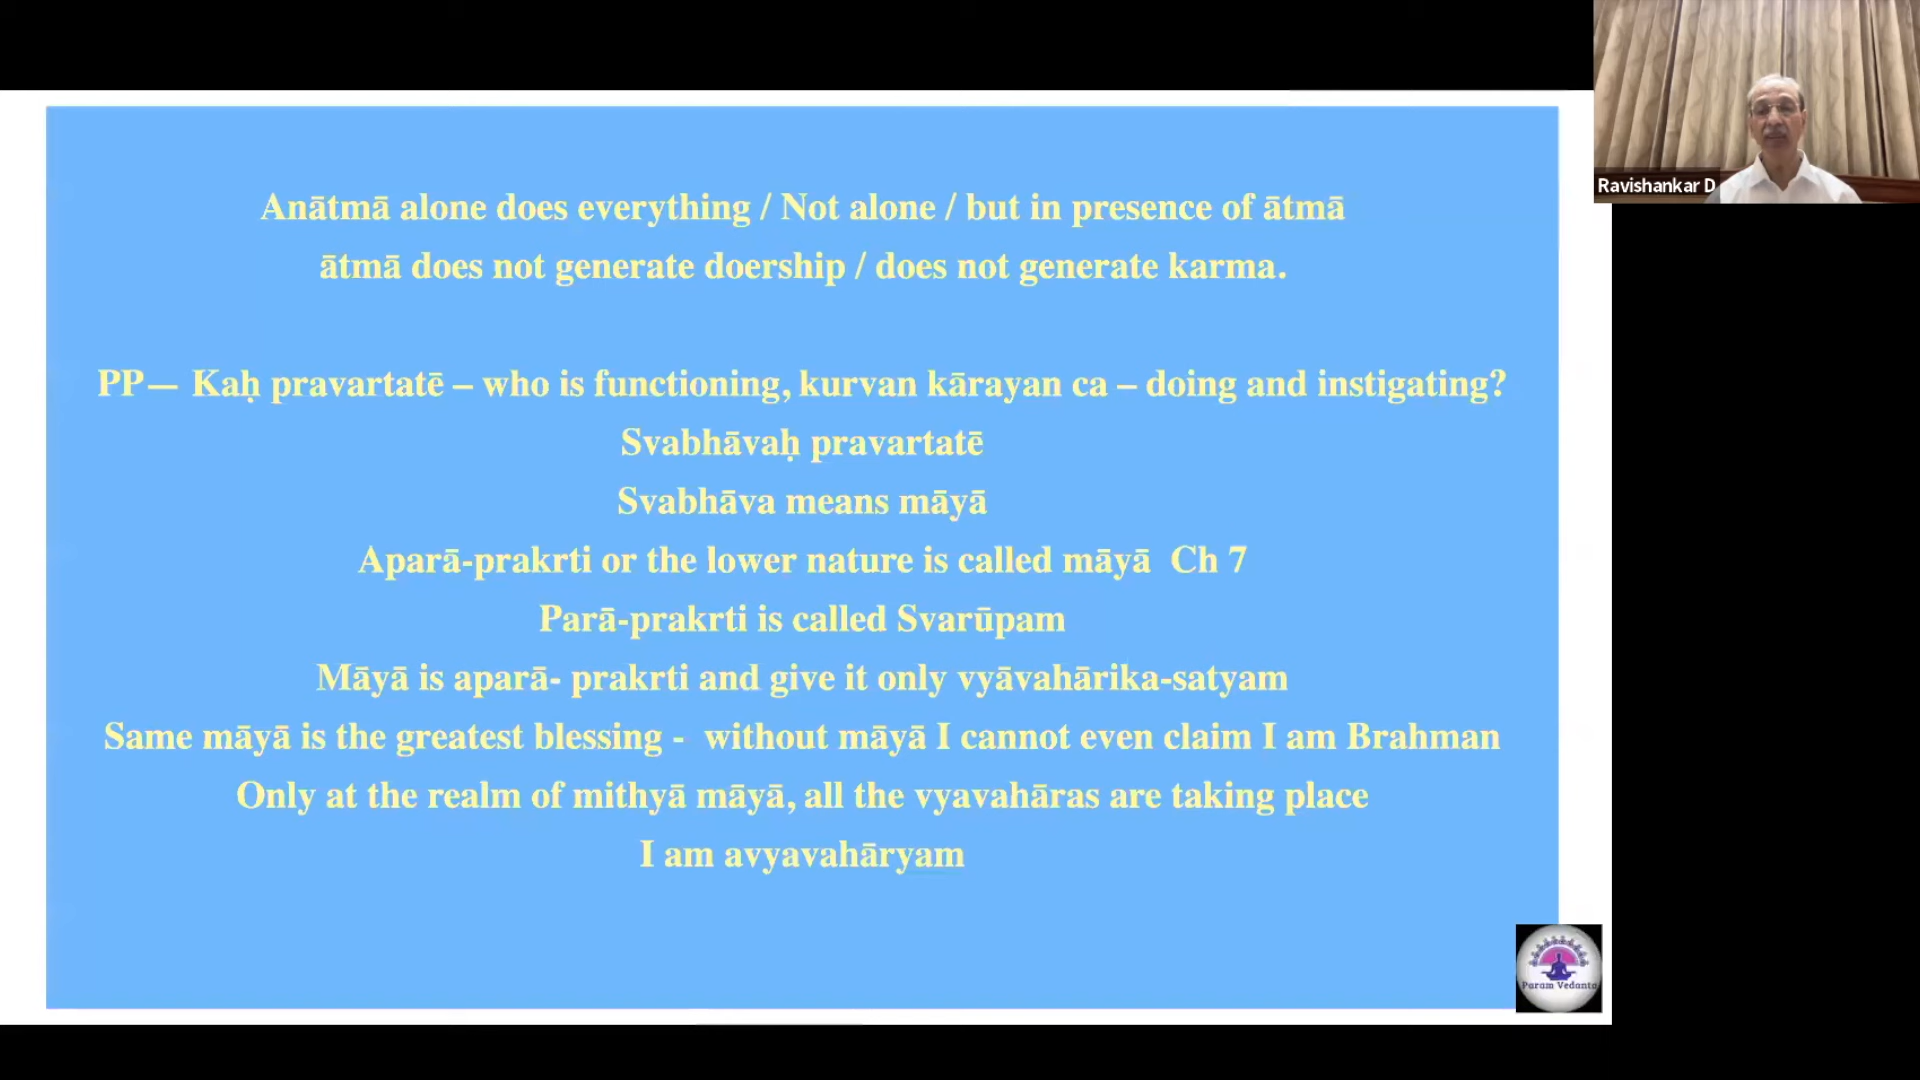 Anātmā alone does everything / Not alone / but in presence of ātmā
ātmā does not generate doership / does not generate karma.
PP— Kaḥ pravartatē – who is functioning, kurvan kārayan ca – doing and instigating?
Svabhāvaḥ pravartatē
Svabhāva means māyā
Aparā-prakrti or the lower nature is called māyā  Ch 7
Parā-prakrti is called Svarūpam
Māyā is aparā- prakrti and give it only vyāvahārika-satyam
Same māyā is the greatest blessing -  without māyā I cannot even claim I am Brahman
Only at the realm of mithyā māyā, all the vyavahāras are taking place
I am avyavahāryam
Ravishankar D
Param Vedanta